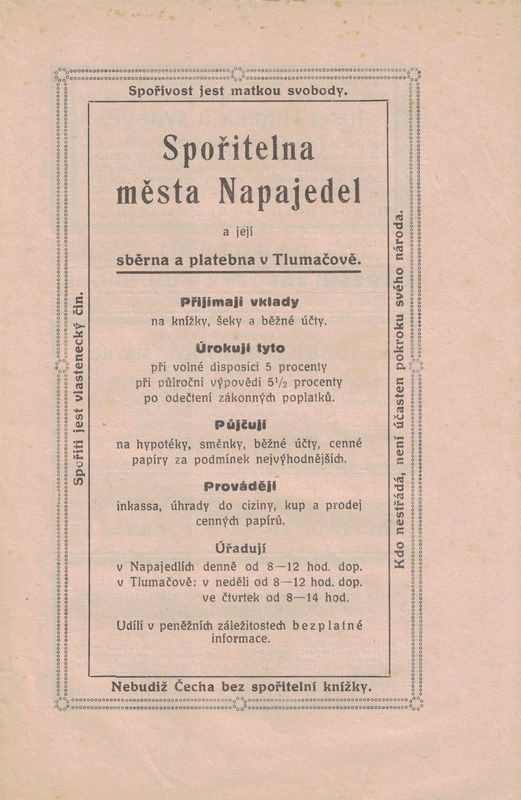 Spořivost jest matkou svobody.
Spořitelna
města Napajedel
a její
sběrna a platebna v Tlumačově.
Přijímají vklady
na knížky, šeky a běžné účty.
Úrokují tyto
při volné disposici 5 procenty
při půlroční výpovědi 5½ procenty
po odečtení zákonných poplatků.
Půjčují
na hypotéky, směnky, běžné účty, cenné
papíry za podmínek nejvýhodnějších.
Provádějí
inkassa, úhrady do ciziny, kup a prodej
cenných papírů.
Úřadují
v Napajedlích denně od 8—12 hod. dop.
v Tlumačově: v neděli od 8—12 hod. dop.
ve čtvrtek od 8—14 hod.
Udílí v peněžních záležitostech bezplatné
informace.
Spořiti jest vlastenecký čin.
Kdo nestřádá, není účasten pokroku svého národa.
Nebudiž Čecha bez spořitelní knížky.